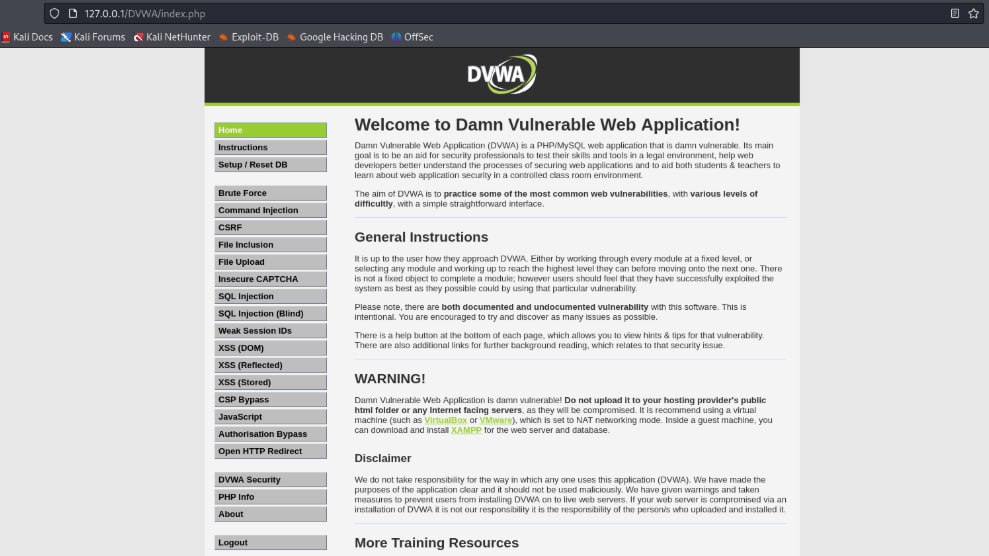 127.0.0.1/DVWA/index.php
Kali Docs Kali Forums Kali NetHunter Exploit-DB Google Hacking DB OffSec
DVWA
Home
Instructions
Setup / Reset DB
Brute Force
Command Injection
CSRF
File Inclusion
File Upload
Insecure CAPTCHA
SQL Injection
SQL Injection (Blind)
Weak Session IDs
XSS (DOM)
XSS (Reflected)
XSS (Stored)
CSP Bypass
JavaScript
Authorisation Bypass
Open HTTP Redirect
DVWA Security
PHP Info
About
Logout
Welcome to Damn Vulnerable Web Application!
Damn Vulnerable Web Application (DVWA) is a PHP/MySQL web application that is damn vulnerable. Its main
goal is to be an aid for security professionals to test their skills and tools in a legal environment, help web
developers better understand the processes of securing web applications and to aid both students & teachers to
learn about web application security in a controlled class room environment.
The aim of DVWA is to practice some of the most common web vulnerabilities, with various levels of
difficultly, with a simple straightforward interface.
General Instructions
It is up to the user how they approach DVWA. Either by working through every module at a fixed level, or
selecting any module and working up to reach the highest level they can before moving onto the next one. There
is not a fixed object to complete a module; however users should feel that they have successfully exploited the
system as best as they possible could by using that particular vulnerability.
Please note, there are both documented and undocumented vulnerability with this software. This is
intentional. You are encouraged to try and discover as many issues as possible.
There is a help button at the bottom of each page, which allows you to view hints & tips for that vulnerability.
There are also additional links for further background reading, which relates to that security issue.
WARNING!
Damn Vulnerable Web Application is damn vulnerable! Do not upload it to your hosting provider's public
html folder or any Internet facing servers, as they will be compromised. It is recommend using a virtual
machine (such as VirtualBox or VMware), which is set to NAT networking mode. Inside a guest machine, you
can download and install XAMPP for the web server and database.
Disclaimer
We do not take responsibility for the way in which any one uses this application (DVWA). We have made the
purposes of the application clear and it should not be used maliciously. We have given warnings and taken
measures to prevent users from installing DVWA on to live web servers. If your web server is compromised via an
installation of DVWA it is not our responsibility it is the responsibility of the person/s who uploaded and installed it.
More Training Resources